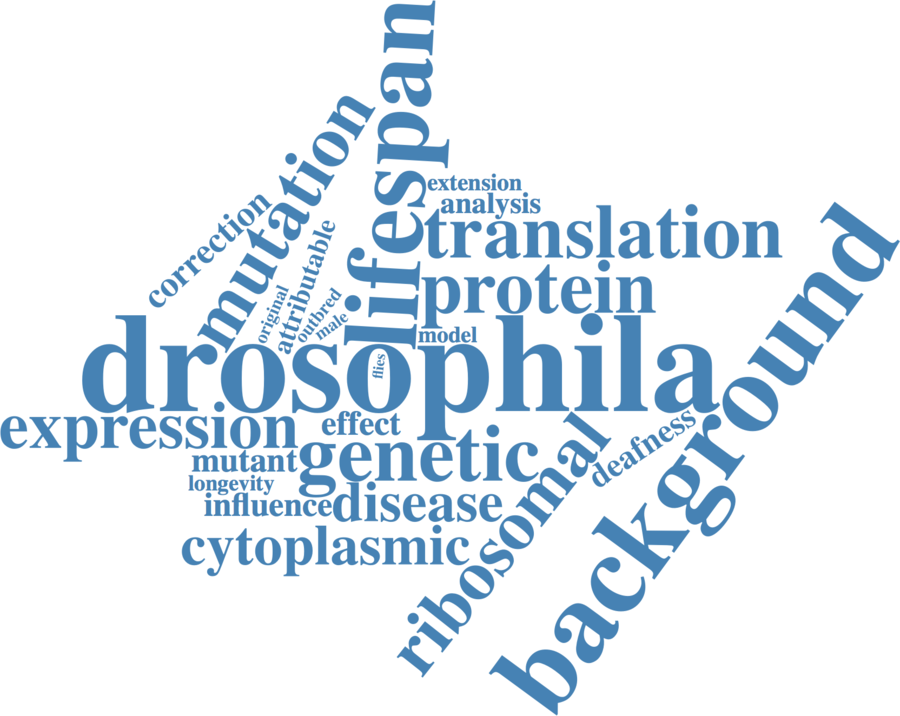 lifespan
mutation
extension
correction
analysis
translation
attributable
protein
original
outbred
male
model
drosophila
flies
background
expression
effect
genetic
ribosomal
deafness
mutant
longevity
influence
disease
cytoplasmic